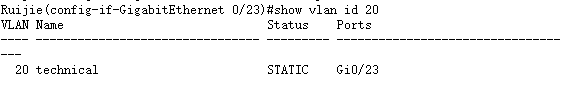 Ruijie(config-if-GigabitEthernet 0/23)#show vlan id 20
VLAN Name                             Status    Ports
---- -------------------------------- --------- -----------------------------------
---
  20 technical                        STATIC    Gi0/23